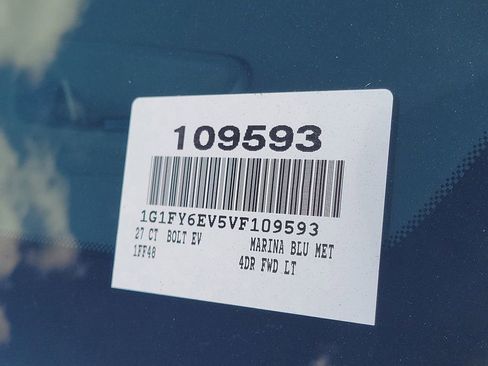 109593
1G1FY6EV5VF109593
27 CT BOLT EV MARINA BLU MET
1FF48 4DR FWD LT